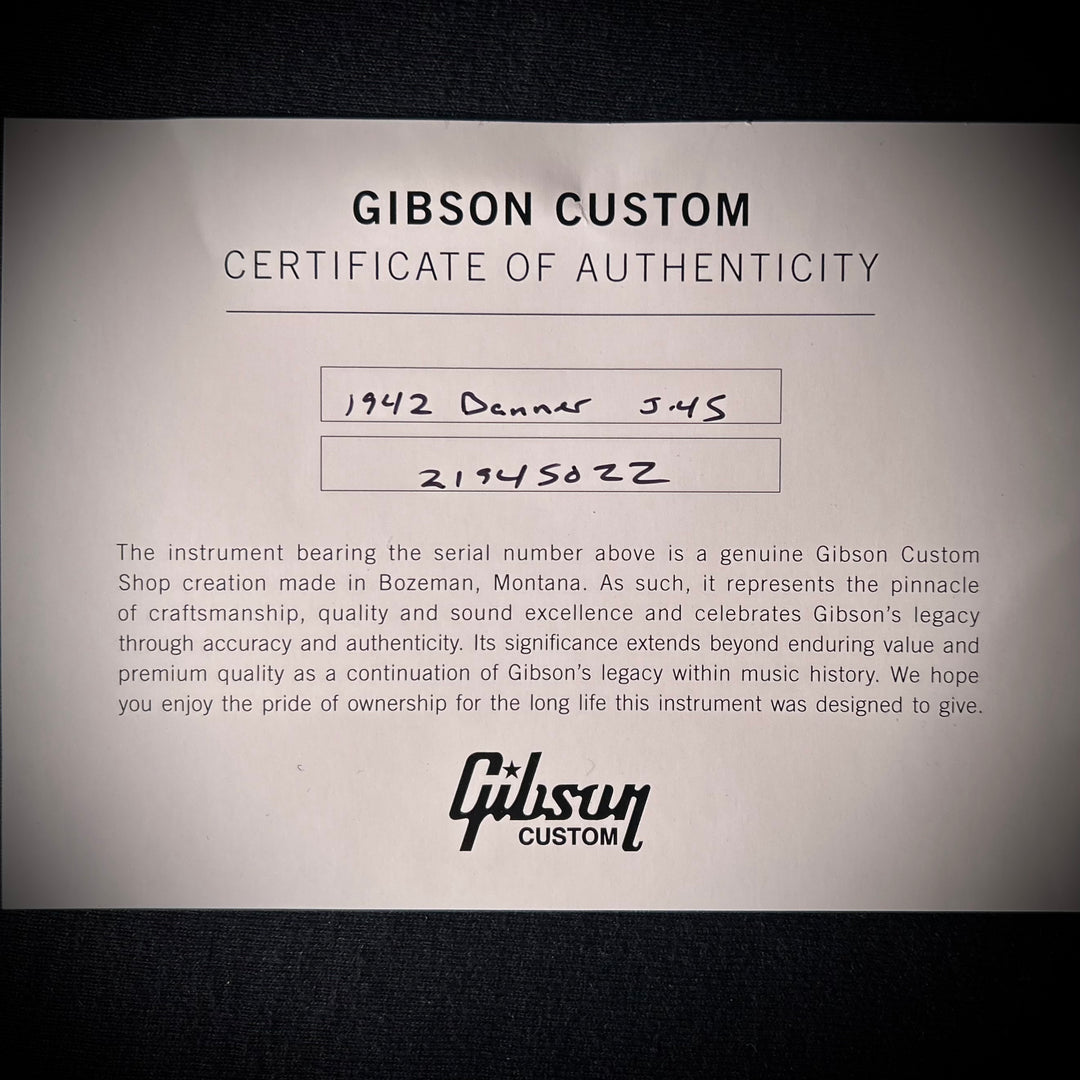 GIBSON CUSTOM
CERTIFICATE OF AUTHENTICITY
1942 Banner J-45
21945022
The instrument bearing the serial number above is a genuine Gibson Custom
Shop creation made in Bozeman, Montana. As such, it represents the pinnacle
of craftsmanship, quality and sound excellence and celebrates Gibson's legacy
through accuracy and authenticity. Its significance extends beyond enduring value and
premium quality as a continuation of Gibson's legacy within music history. We hope
you enjoy the pride of ownership for the long life this instrument was designed to give.
Gibson
CUSTOM